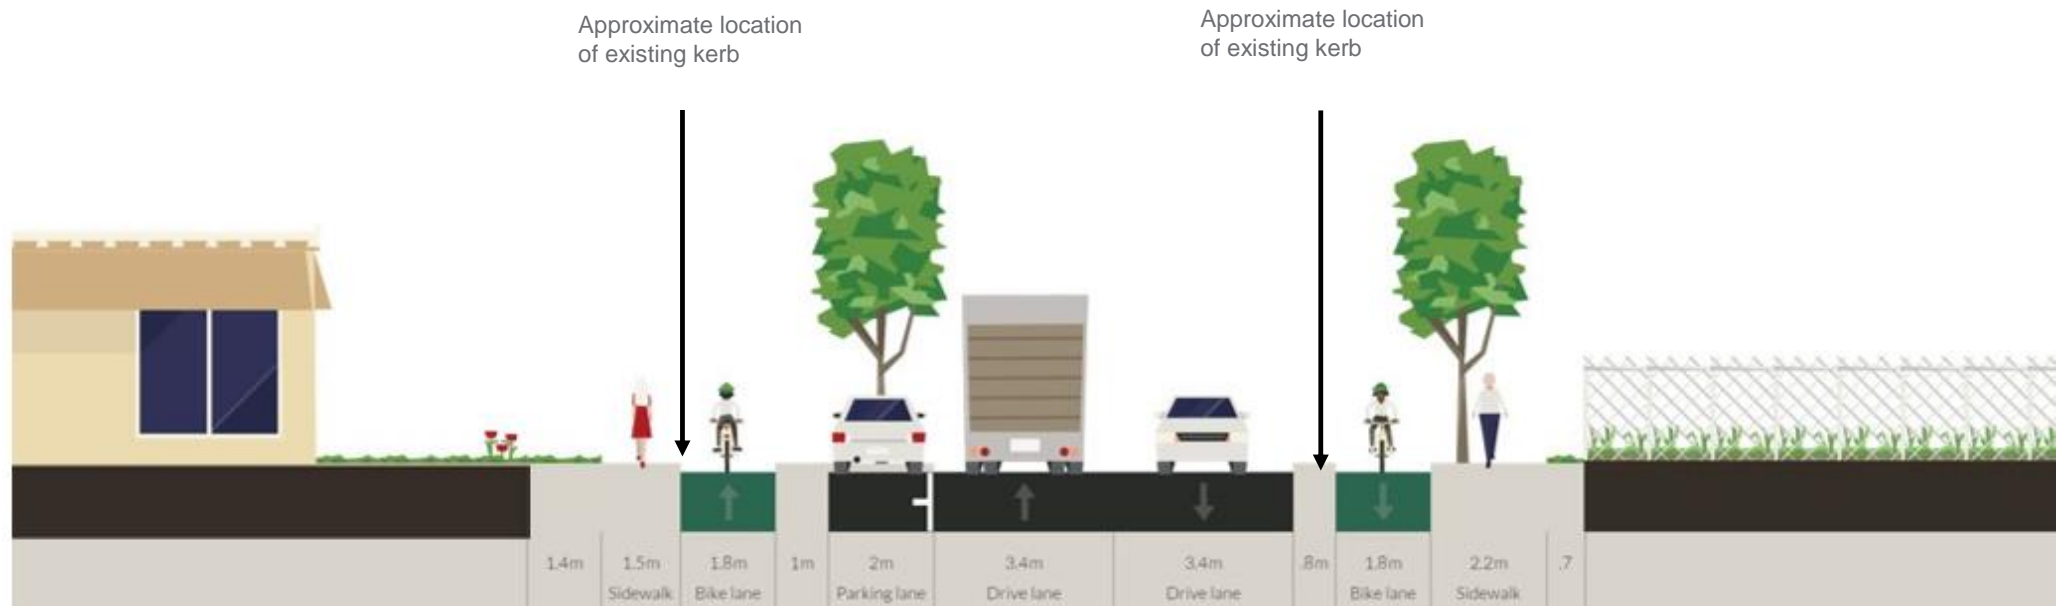 Approximate location
of existing kerb
Approximate location
of existing kerb
1.4m
1.5m
Sidewalk
1.8m
Bike lane
1m
2m
Parking lane
3.4m
Drive lane
3.4m
Drive lane
.8m
1.8m
Bike lane
2.2m
Sidewalk
.7